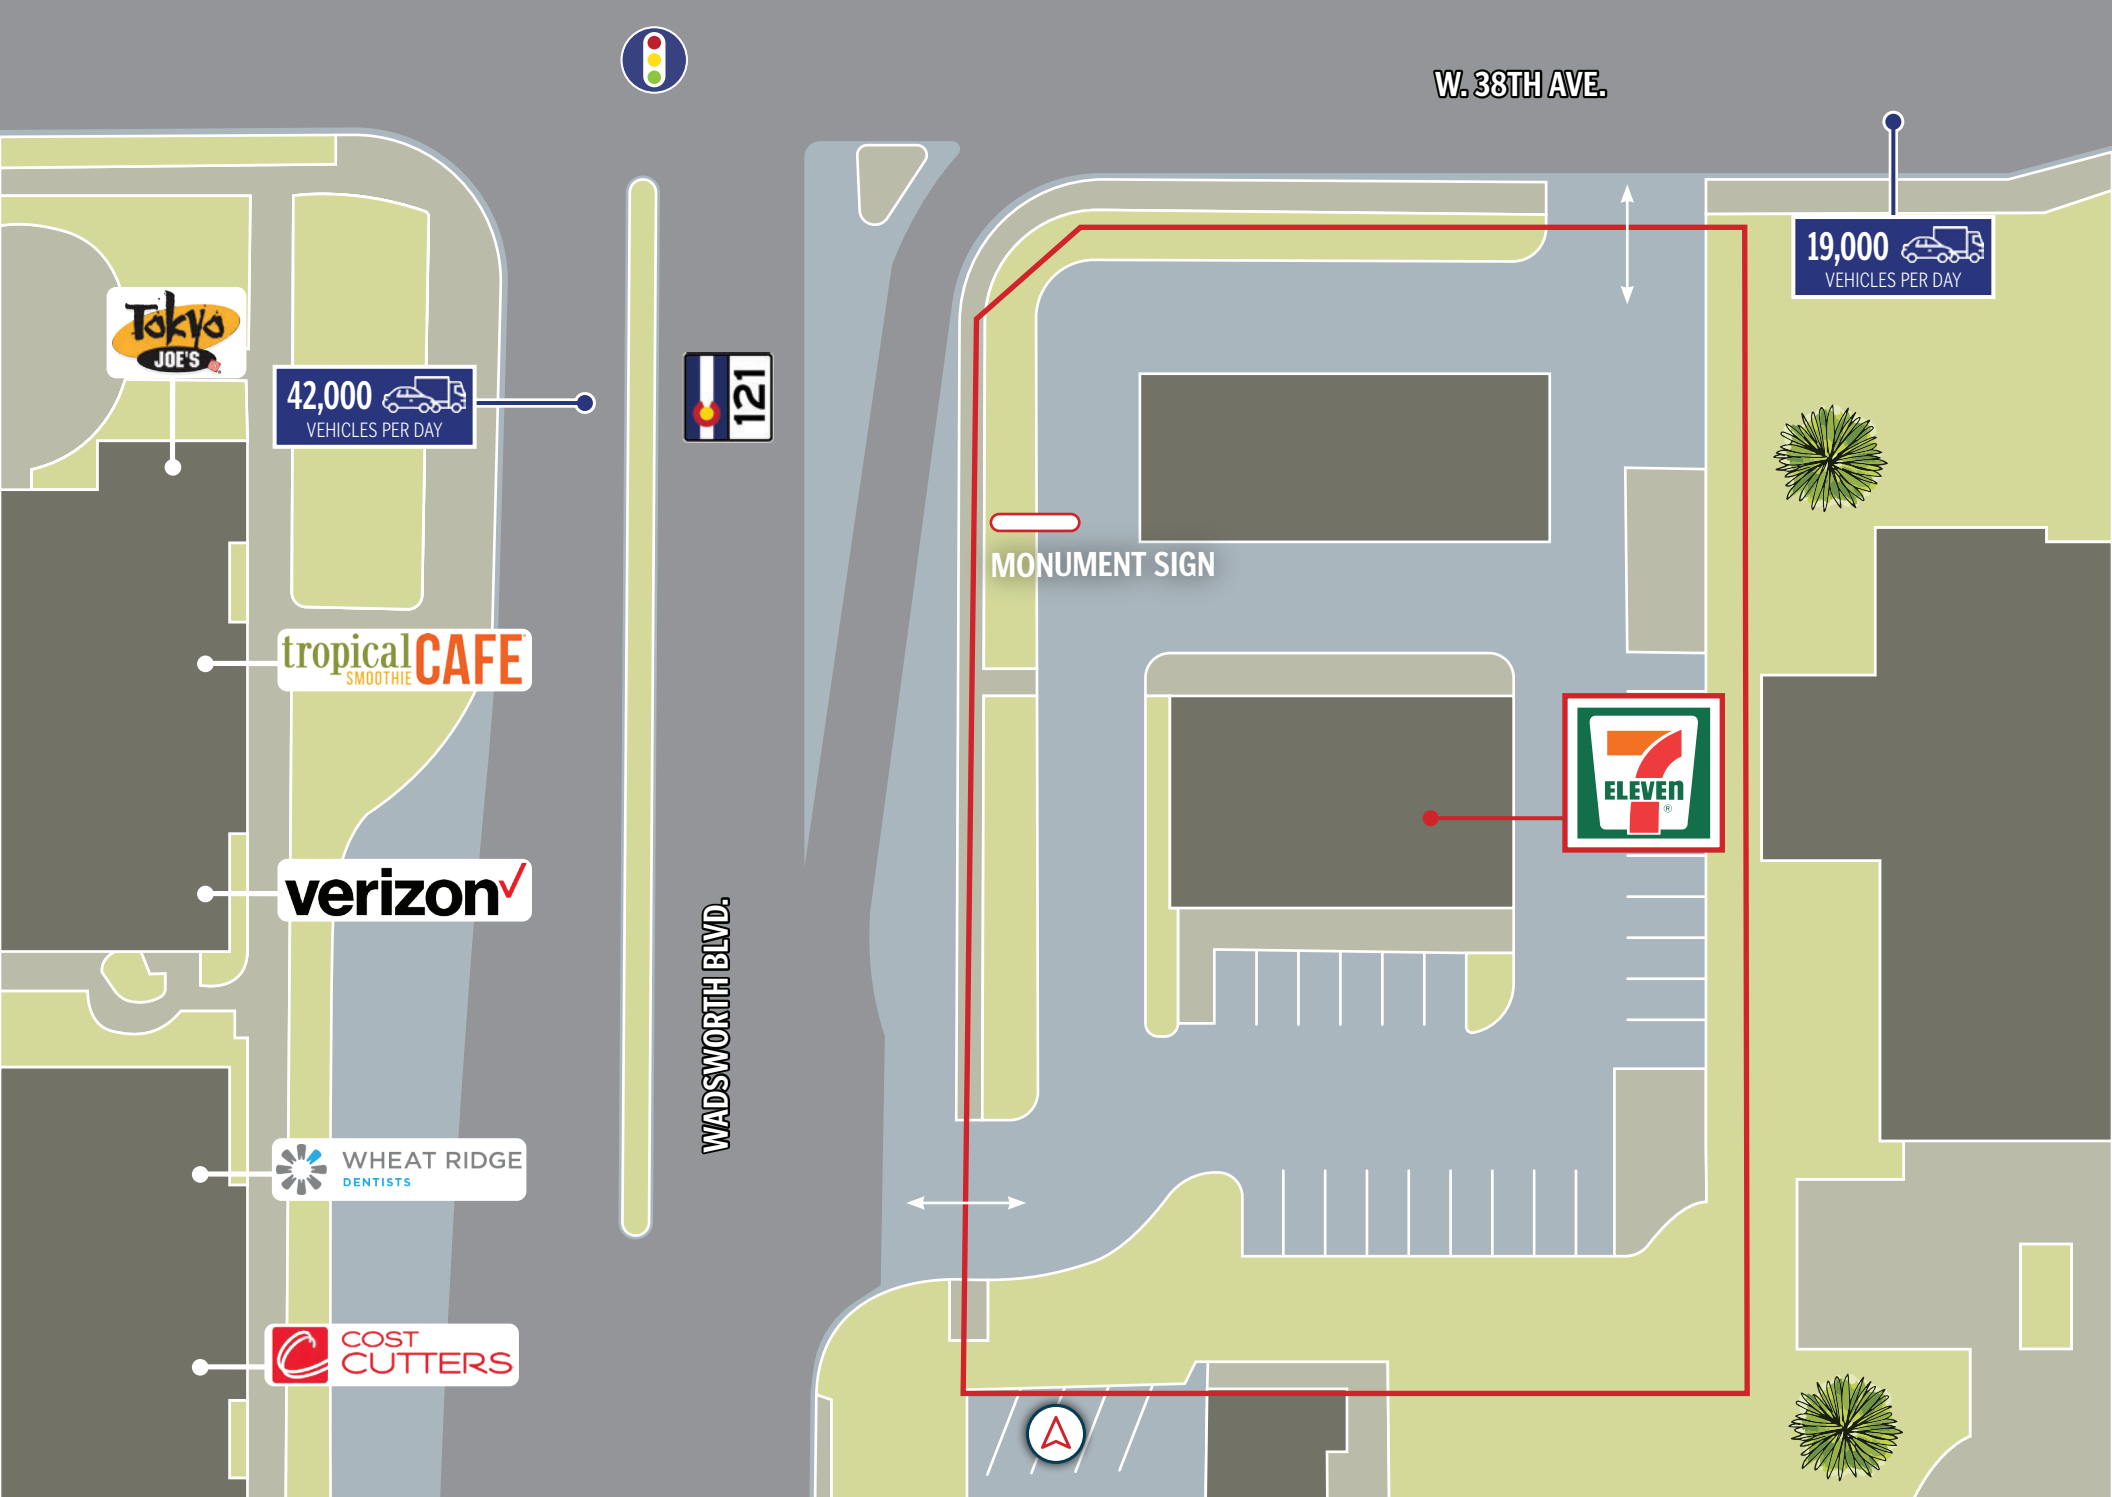 W. 38TH AVE.
19,000
VEHICLES PER DAY
TOKYO
JOE'S
42,000
VEHICLES PER DAY
121
MONUMENT SIGN
tropical
SMOOTHIE
CAFE
7
ELEVEn
®
verizon
WADSWORTH BLVD.
WHEAT RIDGE
DENTISTS
COST
CUTTERS